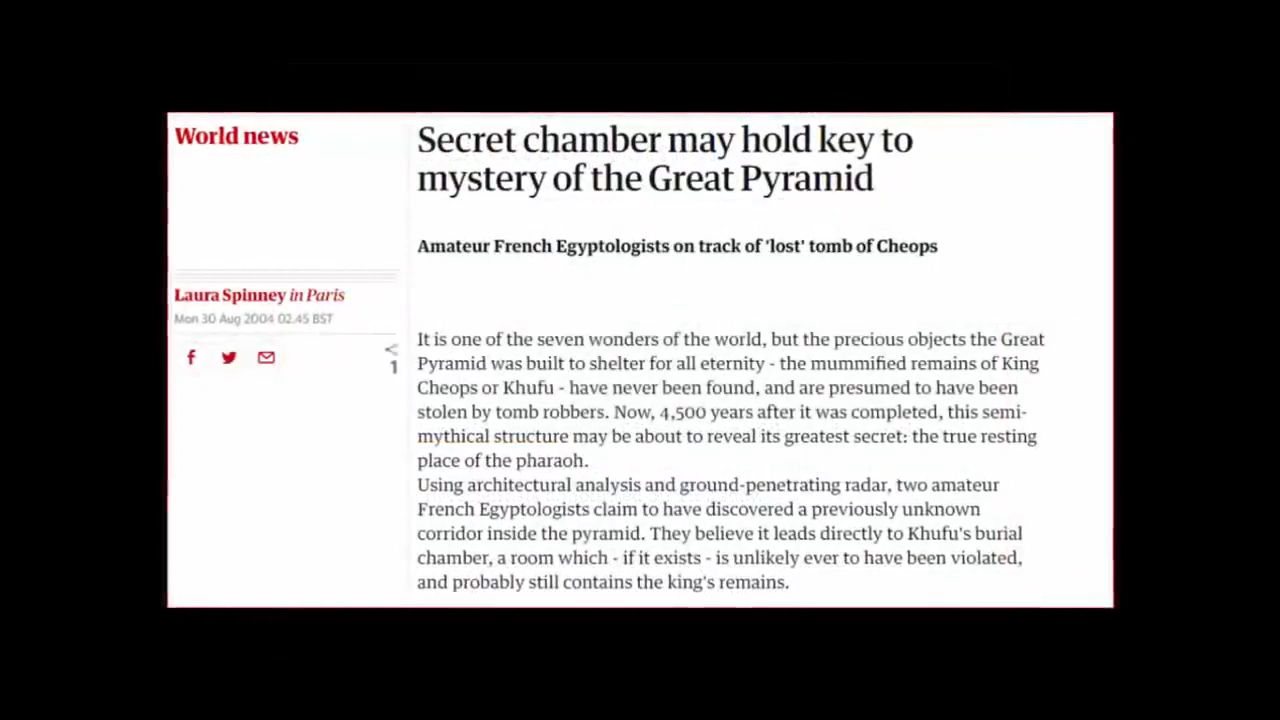 World news
Secret chamber may hold key to
mystery of the Great Pyramid
Amateur French Egyptologists on track of 'lost' tomb of Cheops
Laura Spinney in Paris
Mon 30 Aug 2004 02.45 BST
1
It is one of the seven wonders of the world, but the precious objects the Great
Pyramid was built to shelter for all eternity - the mummified remains of King
Cheops or Khufu - have never been found, and are presumed to have been
stolen by tomb robbers. Now, 4,500 years after it was completed, this semi-
mythical structure may be about to reveal its greatest secret: the true resting
place of the pharaoh.
Using architectural analysis and ground-penetrating radar, two amateur
French Egyptologists claim to have discovered a previously unknown
corridor inside the pyramid. They believe it leads directly to Khufu's burial
chamber, a room which - if it exists - is unlikely ever to have been violated,
and probably still contains the king's remains.